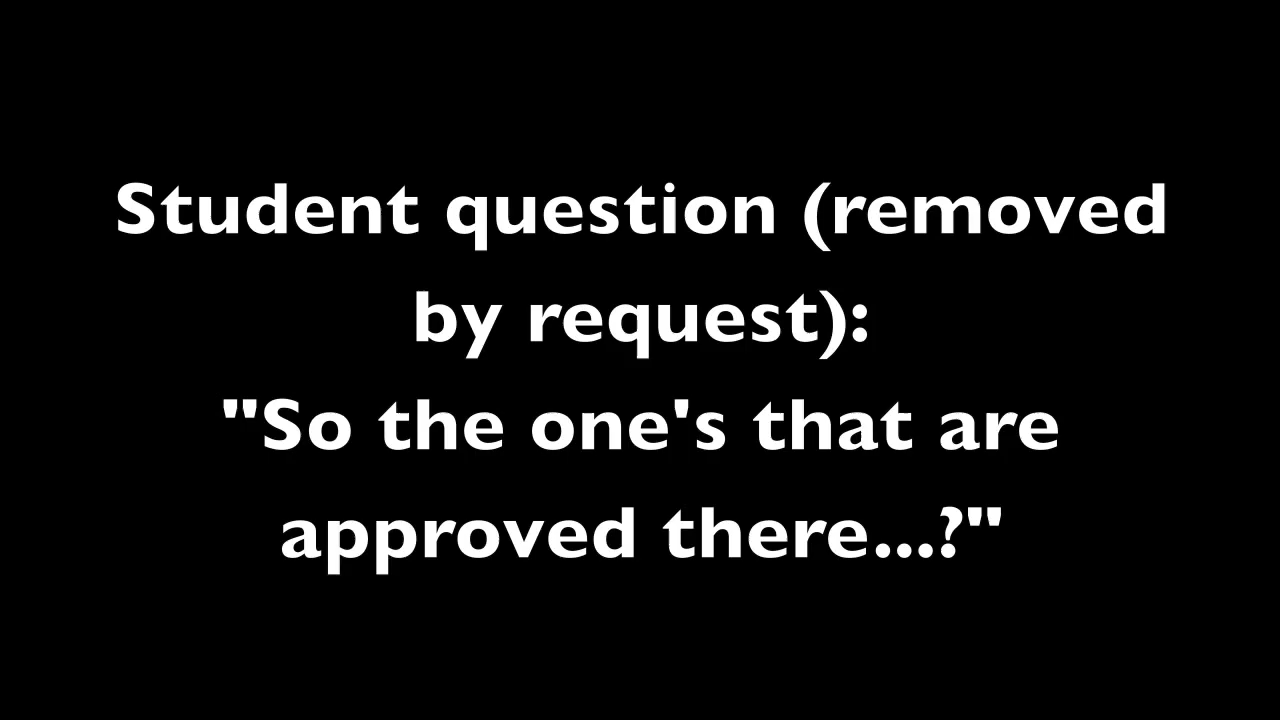 Student question (removed
by request):
"So the one's that are
approved there...?"